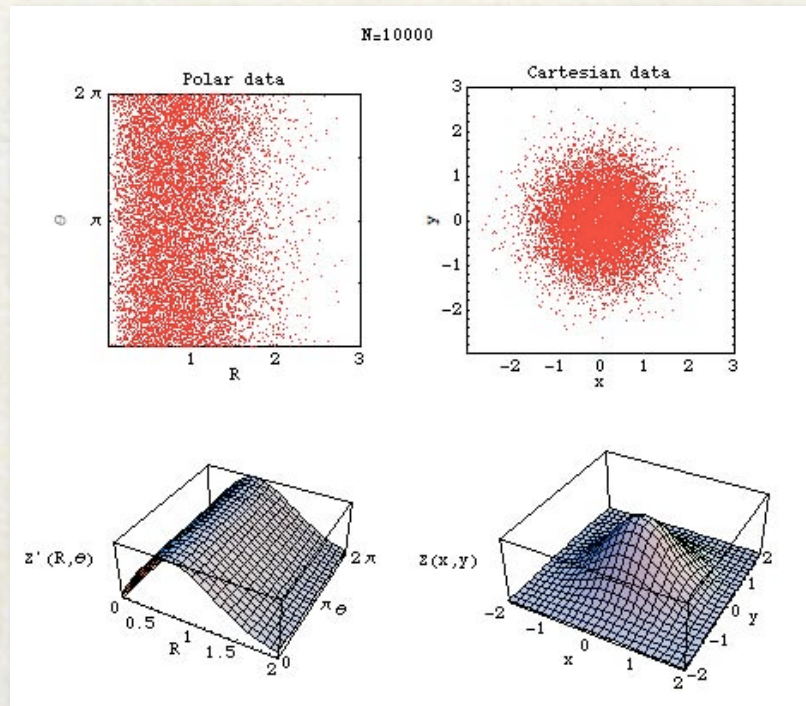 N=10000
Polar data
2 π
π
θ
1 2 3
R
Cartesian data
3
2
1
0
-1
-2
y
-2 -1 0 1 2 3
x
Z'(R,θ)
0 0.5 1 1.5 2
R
0 π 2 π
θ
Z(x,y)
-2 -1 0 1 2
x
-2 -1 0 1 2
y